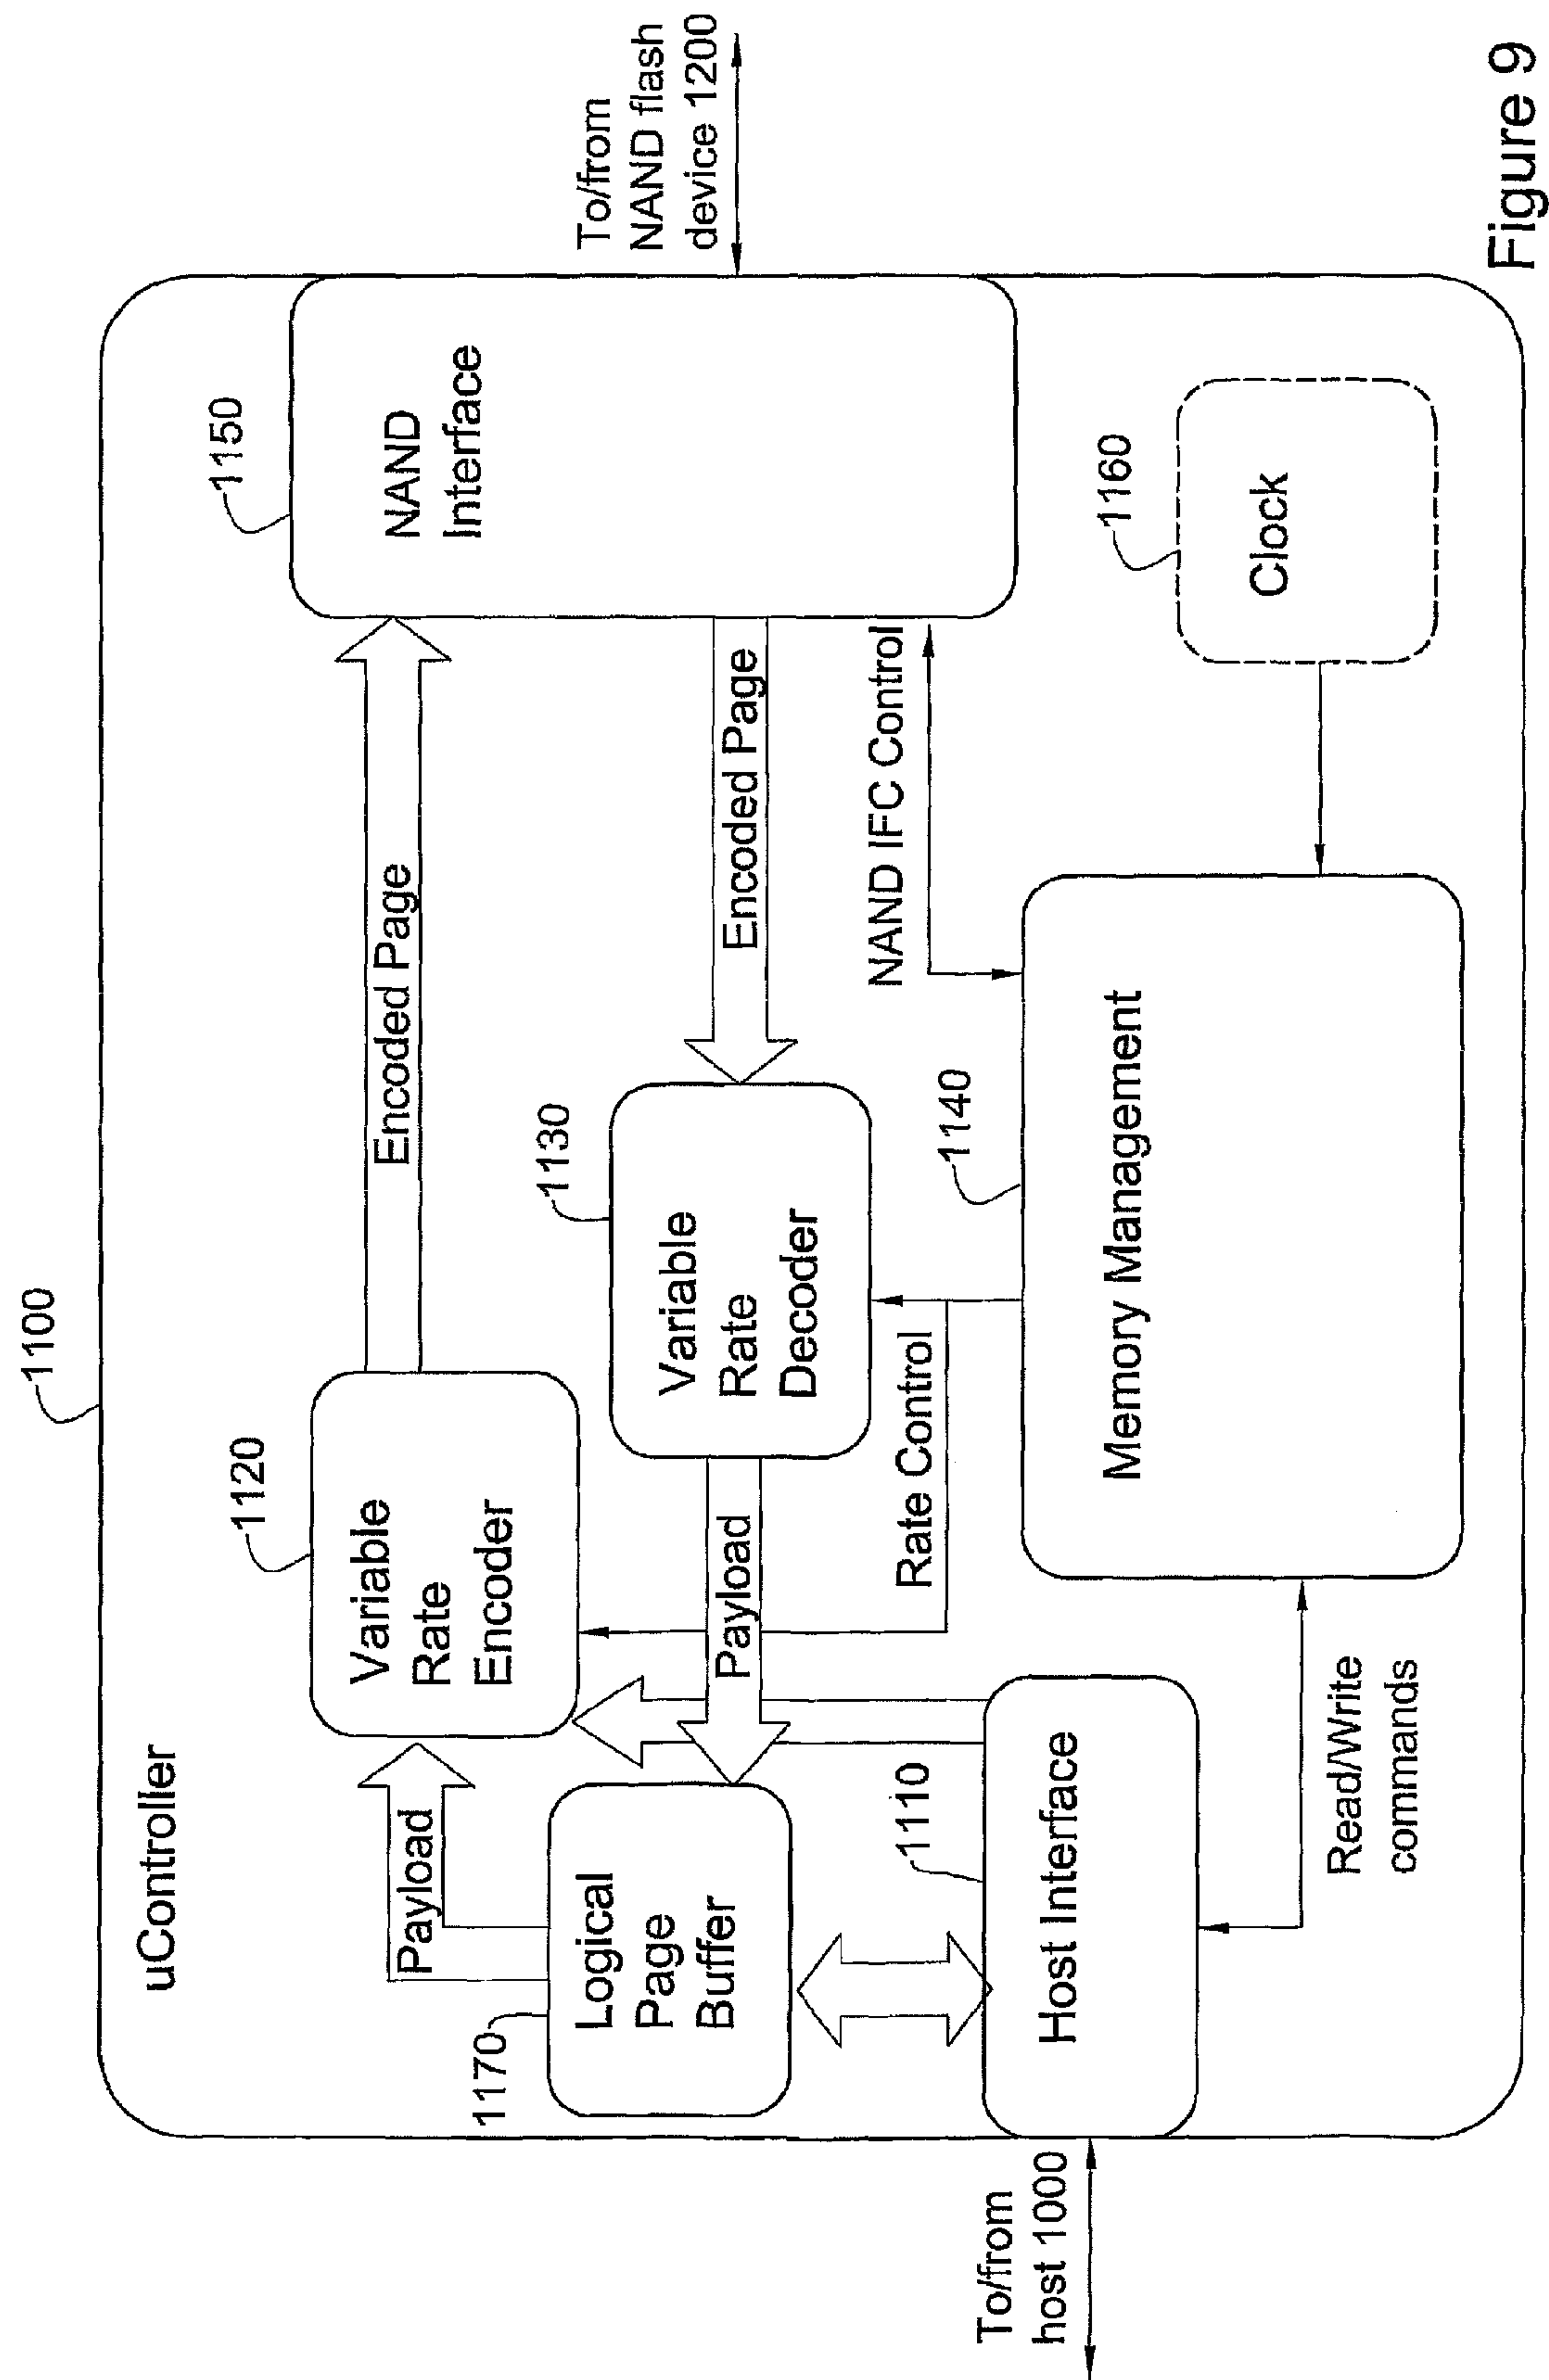 1100
uController
1170
Logical
Page
Buffer
Payload
1120
Variable
Rate
Encoder
Encoded Page
1150
NAND
Interface
To/from
NAND flash
device 1200
1130
Variable
Rate
Decoder
Encoded Page
Payload
Rate Control
NAND IFC Control
1110
Host Interface
To/from
host 1000
Read/Write
commands
1140
Memory Management
1160
Clock
Figure 9